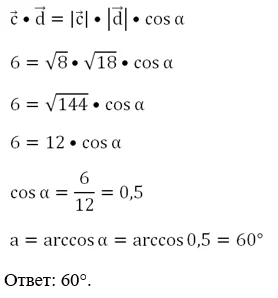 c⃗ • d⃗ = |c⃗| • |d⃗| • cos α
6 = √8 • √18 • cos α
6 = √144 • cos α
6 = 12 • cos α
cos α = 6/12 = 0,5
a = arccos α = arccos 0,5 = 60°
Ответ: 60°.